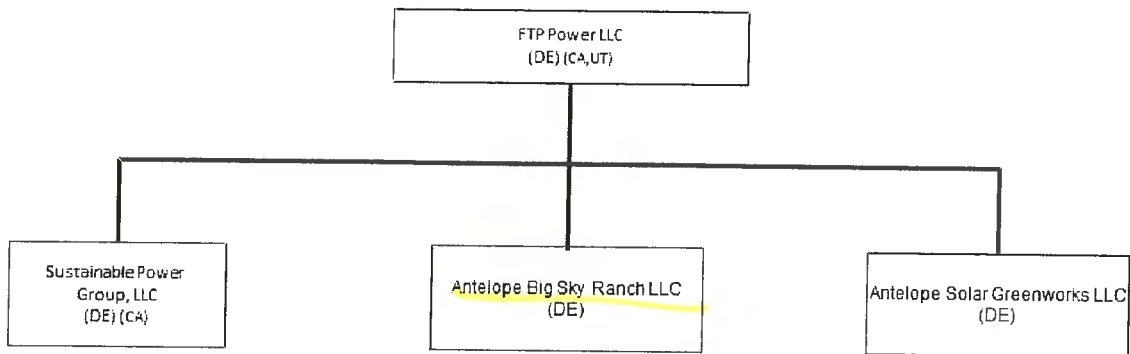 FTP Power LLC
(DE) (CA,UT)
Sustainable Power
Group, LLC
(DE) (CA)
Antelope Big Sky Ranch LLC
(DE)
Antelope Solar Greenworks LLC
(DE)